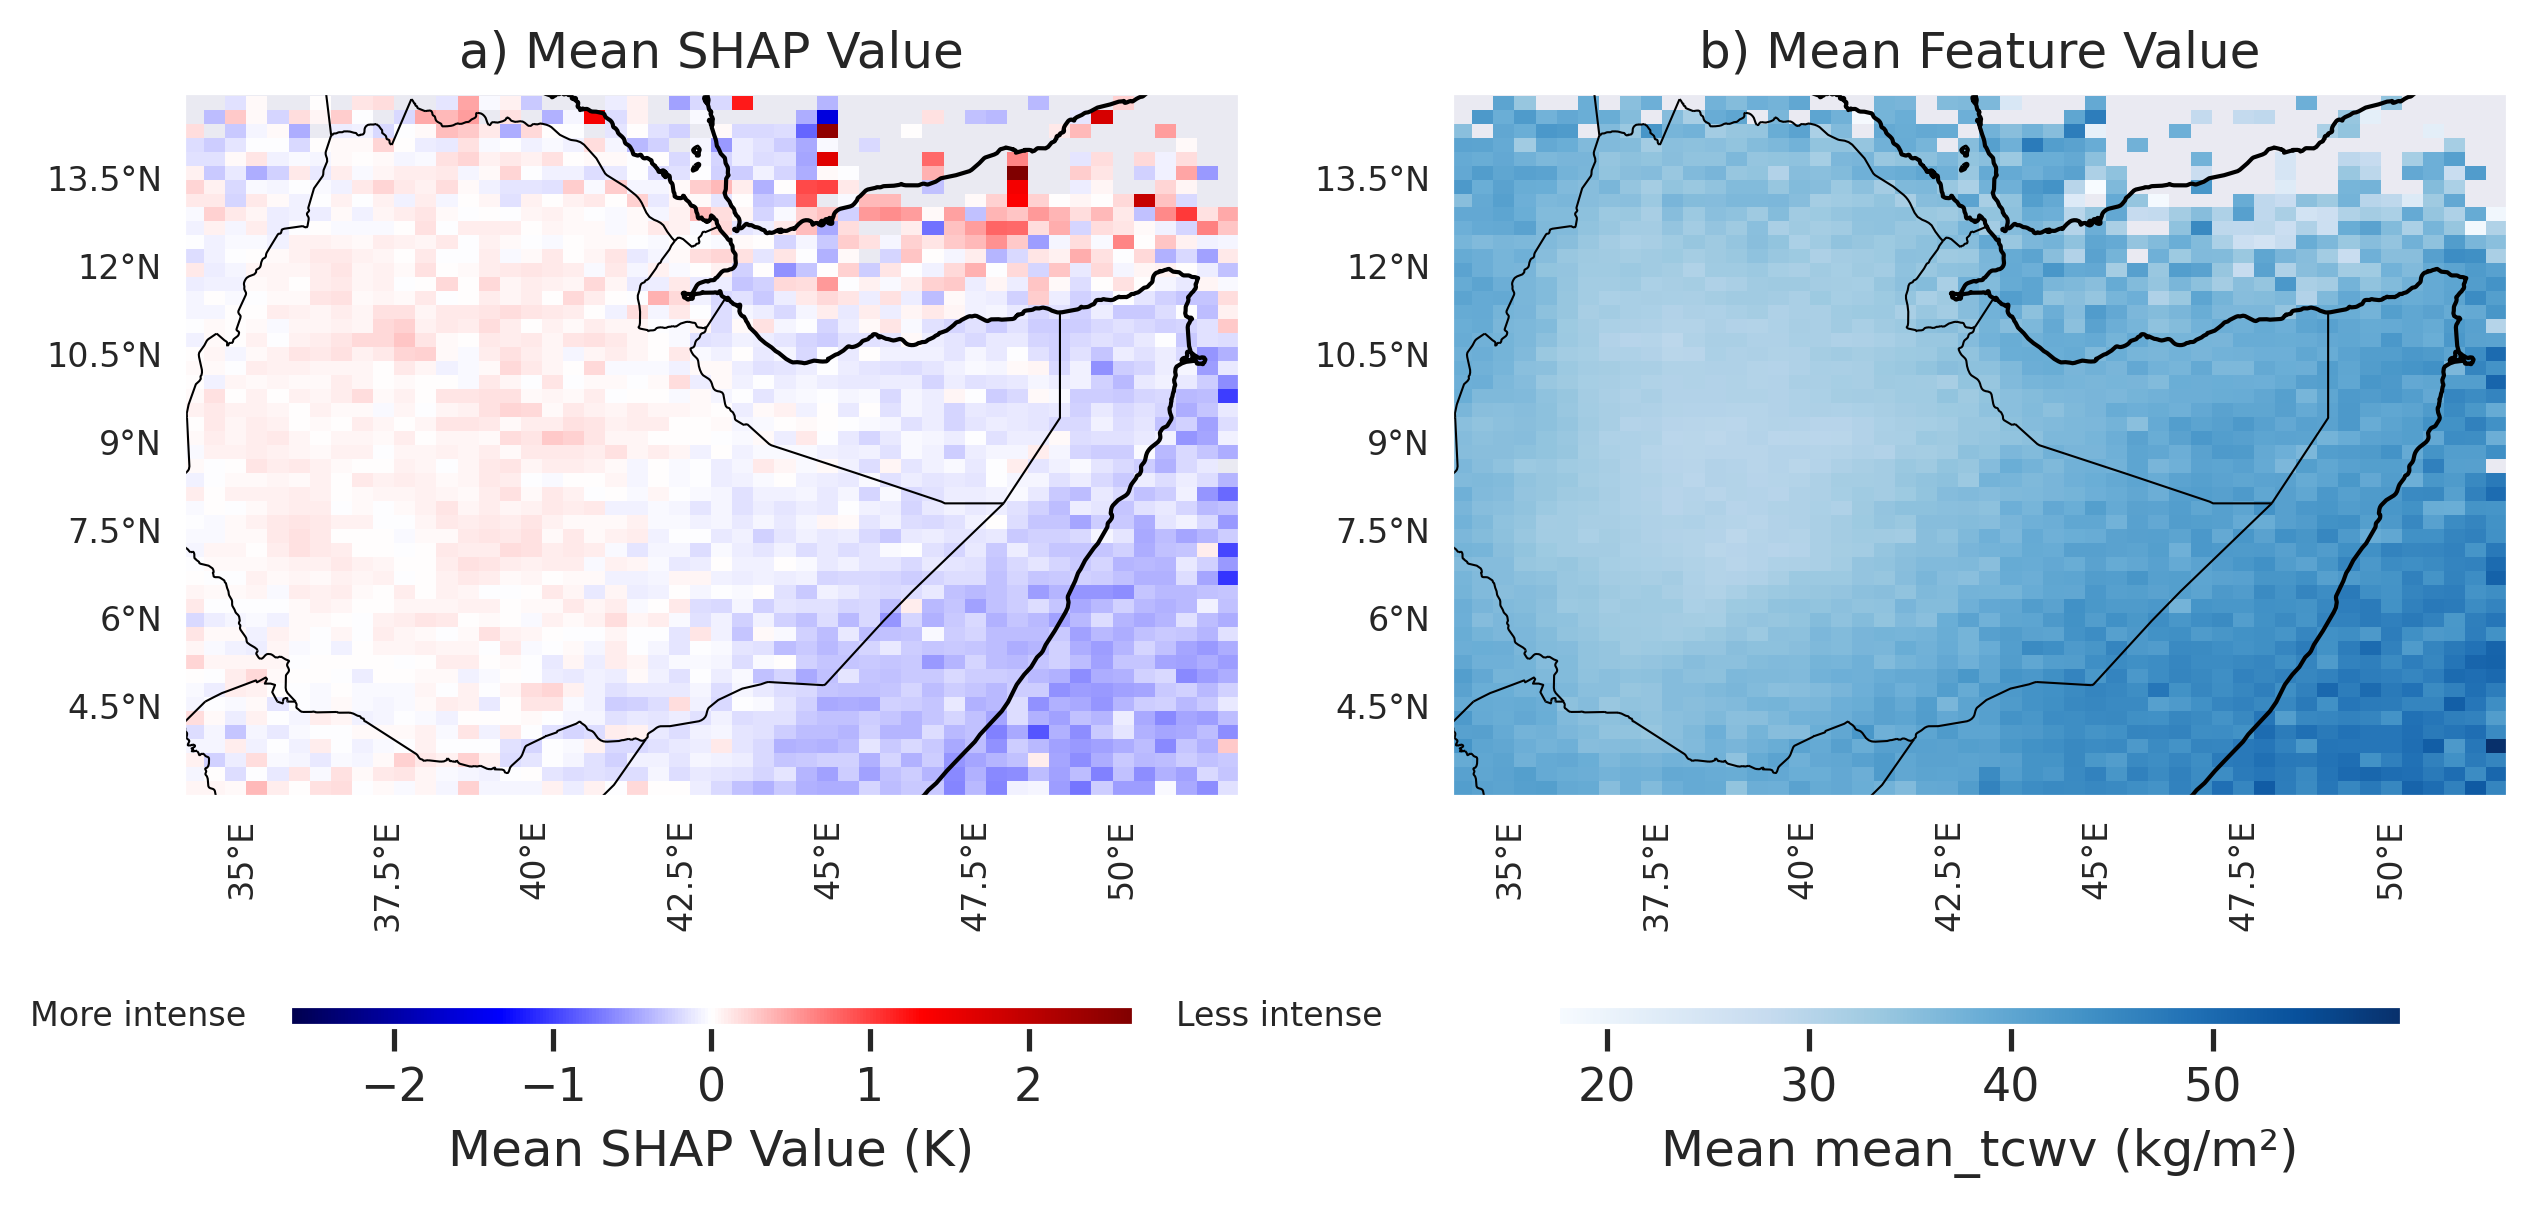 a) Mean SHAP Value
b) Mean Feature Value
13.5°N
12°N
10.5°N
9°N
7.5°N
6°N
4.5°N
35°E
37.5°E
40°E
42.5°E
45°E
47.5°E
50°E
13.5°N
12°N
10.5°N
9°N
7.5°N
6°N
4.5°N
35°E
37.5°E
40°E
42.5°E
45°E
47.5°E
50°E
More intense
Less intense
−2 −1 0 1 2
Mean SHAP Value (K)
20 30 40 50
Mean mean_tcwv (kg/m²)